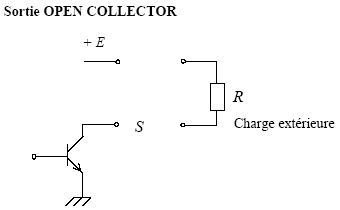 Sortie OPEN COLLECTOR
+ E
R
S
Charge extérieure